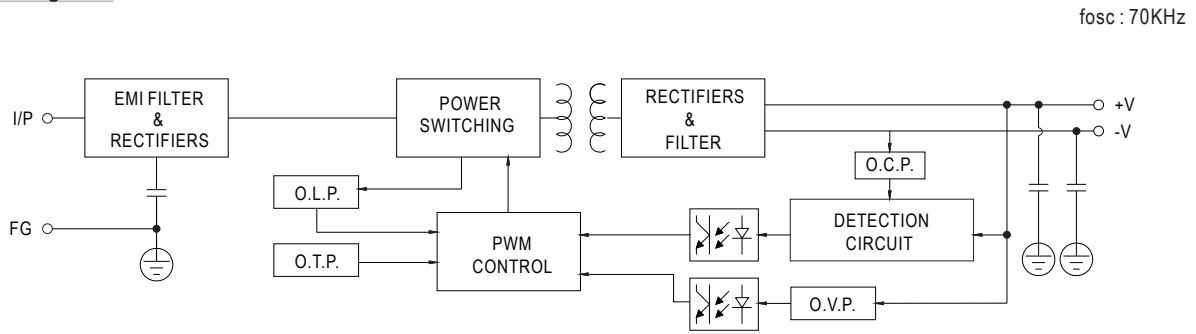 fosc : 70KHz
I/P
EMI FILTER
&
RECTIFIERS
POWER
SWITCHING
RECTIFIERS
&
FILTER
+V
-V
O.C.P.
O.L.P.
FG
DETECTION
CIRCUIT
PWM
CONTROL
O.T.P.
O.V.P.